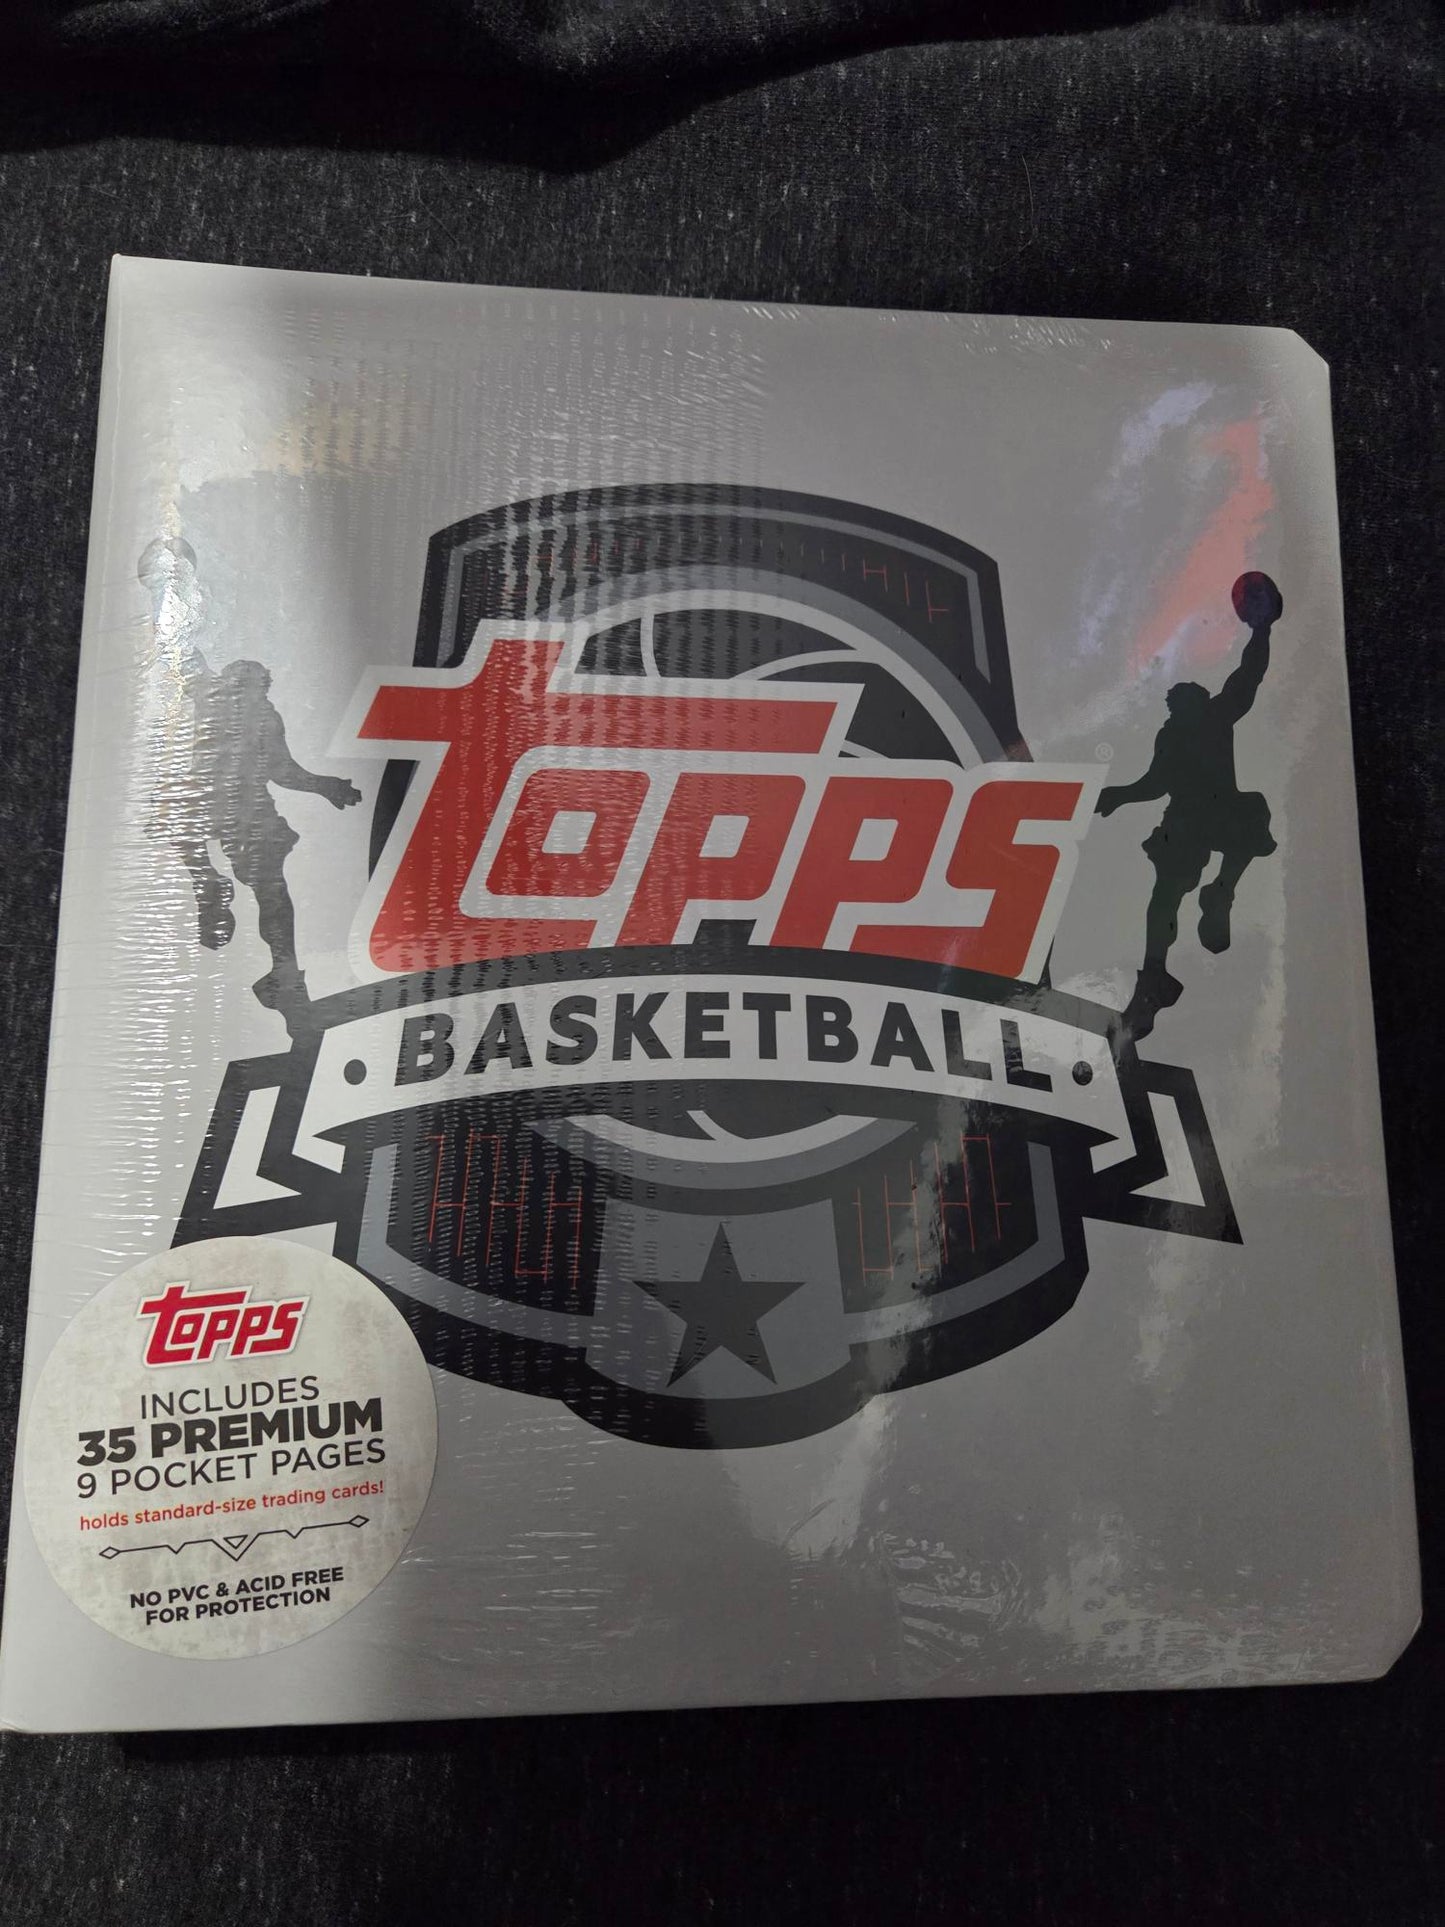 TOPPS
®
• BASKETBALL •
TOPPS
INCLUDES
35 PREMIUM
9 POCKET PAGES
holds standard-size trading cards!
NO PVC & ACID FREE
FOR PROTECTION